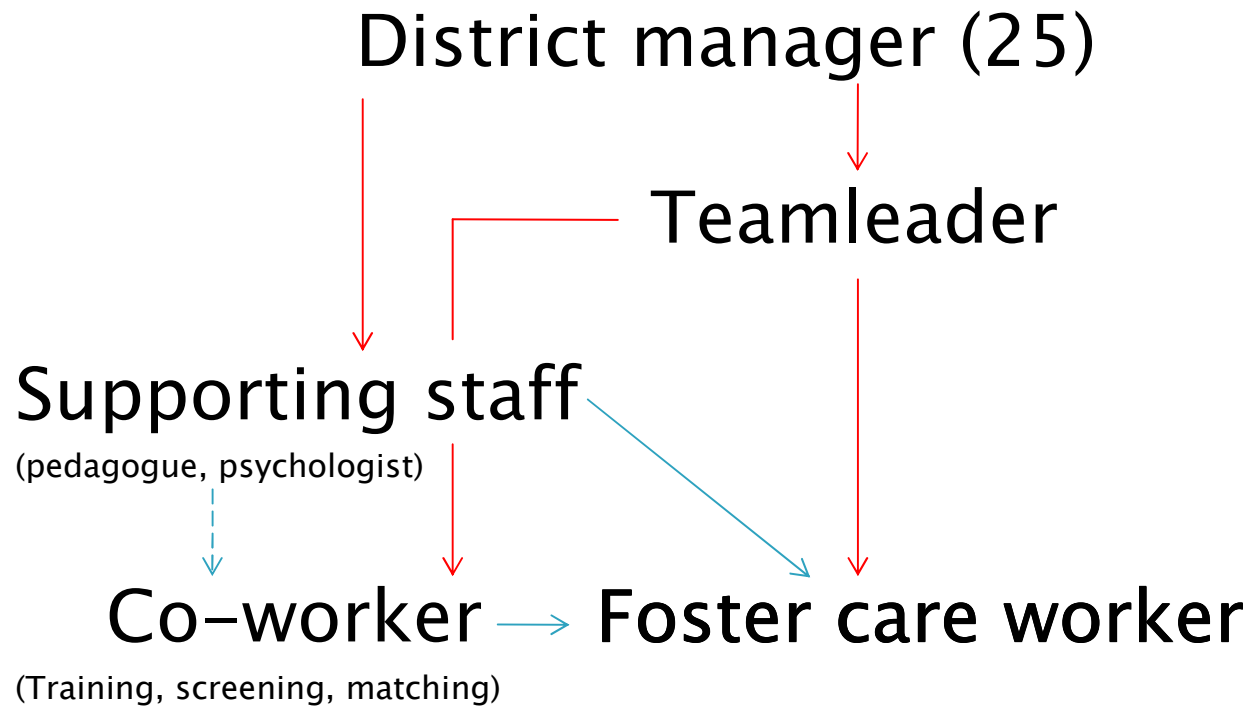 District manager (25)
Teamleader
Supporting staff
(pedagogue, psychologist)
Co-worker
Foster care worker
(Training, screening, matching)